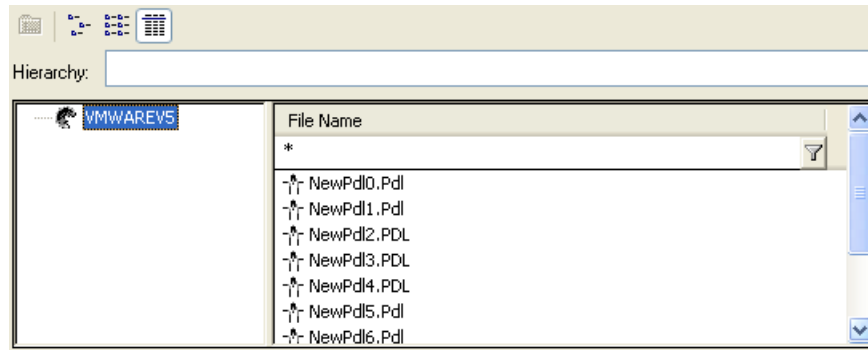 Hierarchy:
VMWAREV5
File Name
*
NewPdl0.Pdl
NewPdl1.Pdl
NewPdl2.PDL
NewPdl3.PDL
NewPdl4.PDL
NewPdl5.Pdl
NewPdl6.Pdl